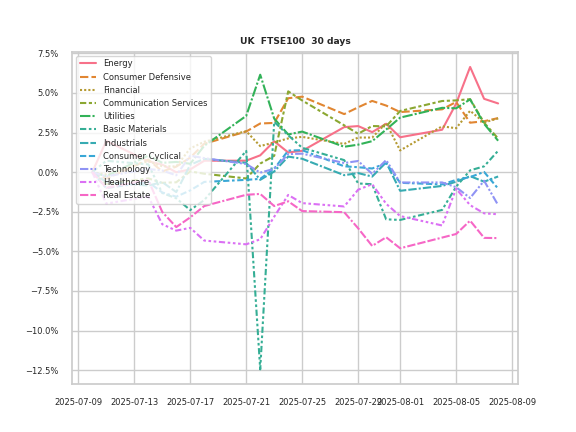 UK FTSE100 30 days
7.5%
5.0%
2.5%
0.0%
−2.5%
−5.0%
−7.5%
−10.0%
−12.5%
Energy
Consumer Defensive
Financial
Communication Services
Utilities
Basic Materials
Industrials
Consumer Cyclical
Technology
Healthcare
Real Estate
2025-07-09 2025-07-13 2025-07-17 2025-07-21 2025-07-25 2025-07-29 2025-08-01 2025-08-05 2025-08-09